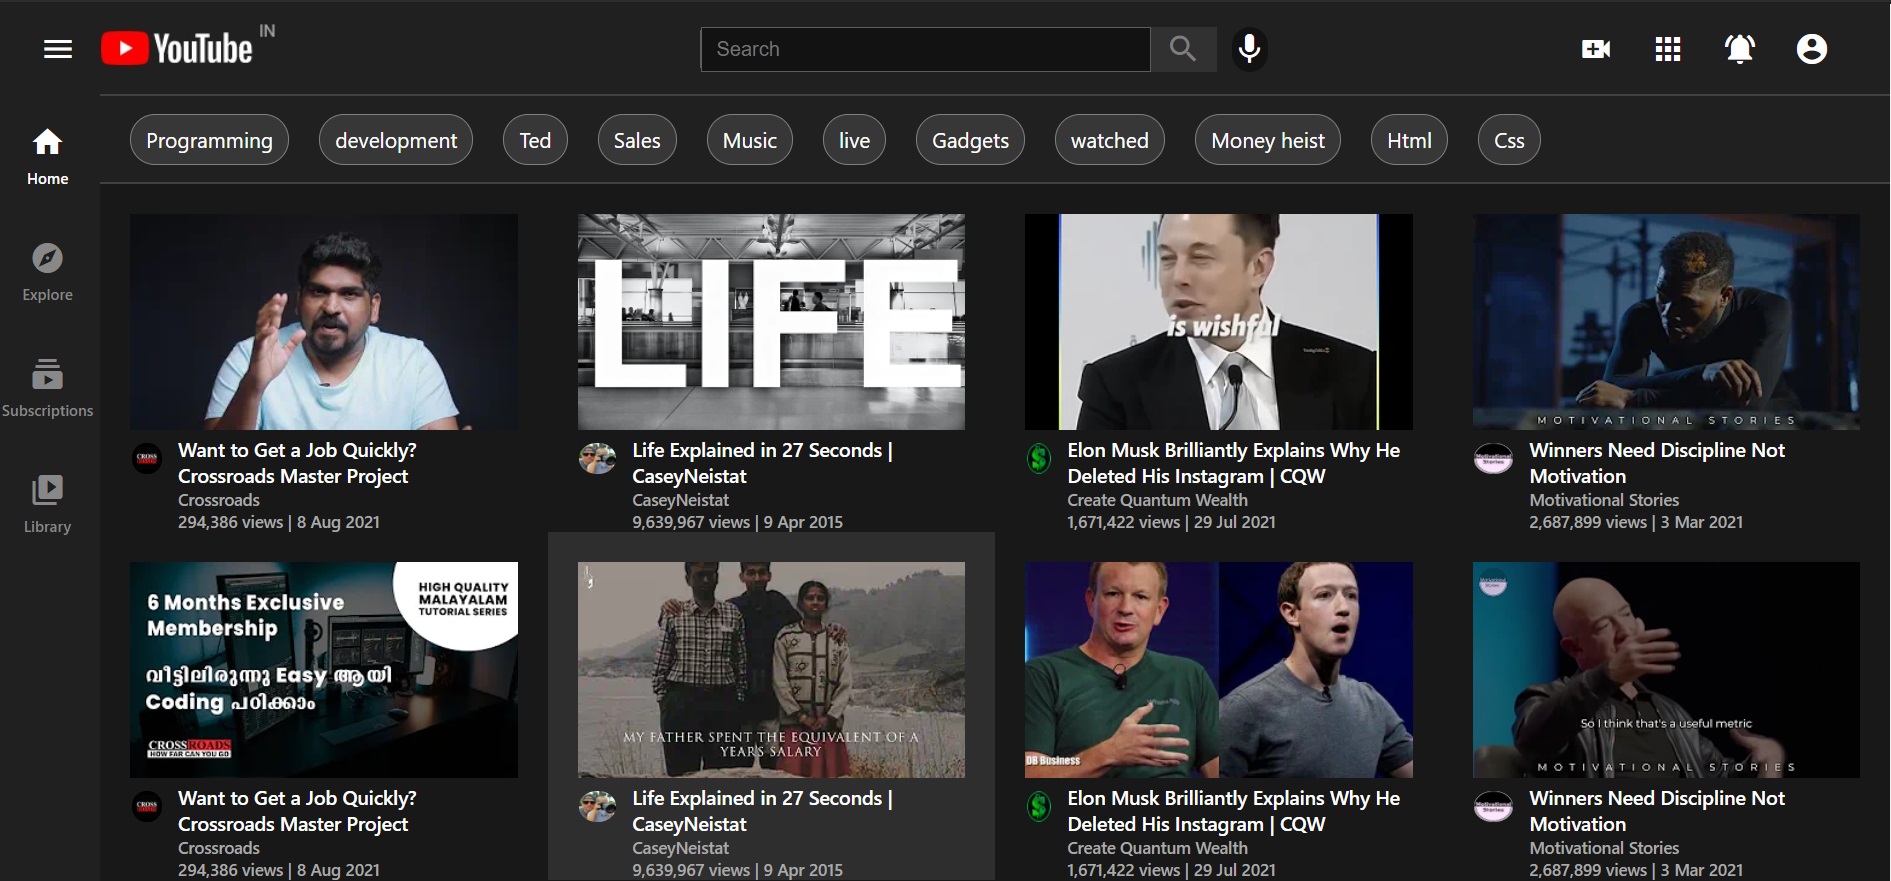 YouTube IN
Search
Programming
development
Ted
Sales
Music
live
Gadgets
watched
Money heist
Html
Css
Home
Explore
Subscriptions
Library
LIFE
is wishful
MOTIVATIONAL STORIES
Want to Get a Job Quickly?
Crossroads Master Project
Crossroads
294,386 views | 8 Aug 2021
Life Explained in 27 Seconds |
CaseyNeistat
CaseyNeistat
9,639,967 views | 9 Apr 2015
Elon Musk Brilliantly Explains Why He
Deleted His Instagram | CQW
Create Quantum Wealth
1,671,422 views | 29 Jul 2021
Motivational
Stories
Winners Need Discipline Not
Motivation
Motivational Stories
2,687,899 views | 3 Mar 2021
6 Months Exclusive
Membership
വീട്ടിലിരുന്നു Easy ആയി
Coding പഠിക്കാം
HIGH QUALITY
MALAYALAM
TUTORIAL SERIES
CROSSROADS
HOW FAR CAN YOU GO
MY FATHER SPENT THE EQUIVALENT OF A
YEARS SALARY
DB Business
So I think that's a useful metric
MOTIVATIONAL STORIES
Want to Get a Job Quickly?
Crossroads Master Project
Crossroads
294,386 views | 8 Aug 2021
Life Explained in 27 Seconds |
CaseyNeistat
CaseyNeistat
9,639,967 views | 9 Apr 2015
Elon Musk Brilliantly Explains Why He
Deleted His Instagram | CQW
Create Quantum Wealth
1,671,422 views | 29 Jul 2021
Motivational
Stories
Winners Need Discipline Not
Motivation
Motivational Stories
2,687,899 views | 3 Mar 2021